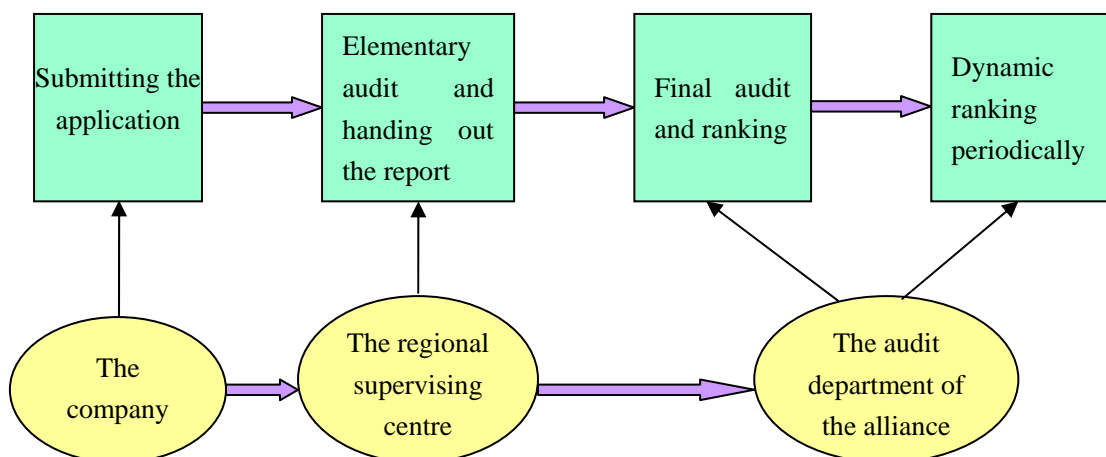 Submitting the
application
Elementary
audit and
handing out
the report
Final audit
and ranking
Dynamic
ranking
periodically
The
company
The regional
supervising
centre
The audit
department of
the alliance